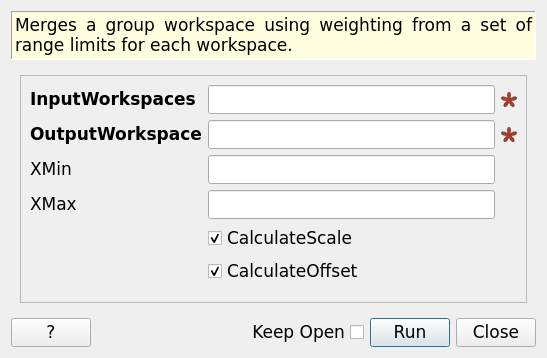 Merges a group workspace using weighting from a set of
range limits for each workspace.
InputWorkspaces *
OutputWorkspace *
XMin
XMax
CalculateScale
CalculateOffset
? Keep Open Run Close